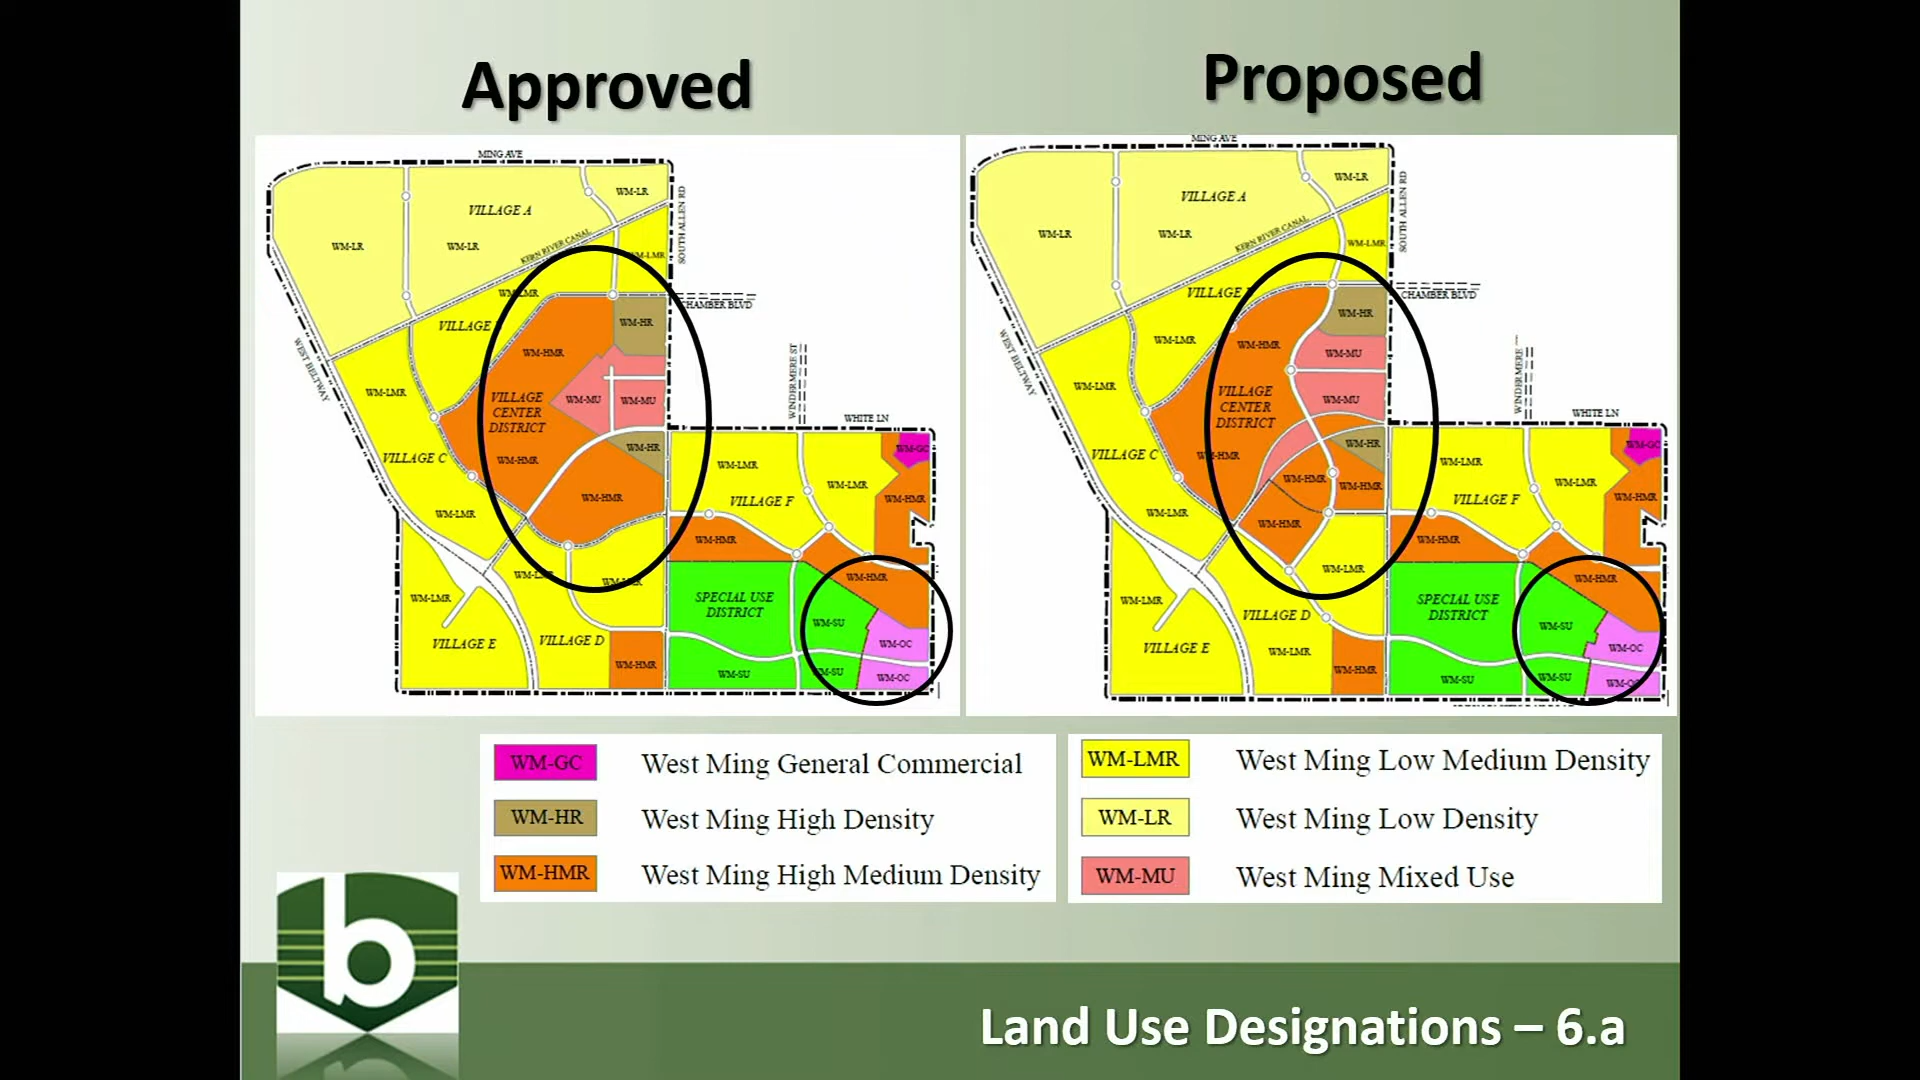 Approved
Proposed
MING AVE
WM-LR
VILLAGE A
SOUTH ALLEN RD
WM-LR
WM-LR
KERN RIVER CANAL
WM-LMR
WM-LMR
CHAMBER BLVD
VILLAGE
WM-HR
WM-HMR
WEST BELTWAY
WM-LMR
VILLAGE
CENTER
DISTRICT
WM-MU
WM-MU
WINDERMERE ST
WHITE LN
WM-HR
WM-GC
VILLAGE C
WM-HMR
WM-LMR
WM-LMR
VILLAGE F
WM-HMR
WM-HMR
WM-LMR
WM-HMR
WM-LMR
WM-LMR
WM-HMR
WM-LMR
SPECIAL USE
DISTRICT
WM-SU
VILLAGE E
VILLAGE D
WM-OC
WM-HMR
WM-SU
WM-SU
WM-OC
MING AVE
WM-LR
VILLAGE A
SOUTH ALLEN RD
WM-LR
WM-LR
KERN RIVER CANAL
WM-LMR
VILLAGE
CHAMBER BLVD
WM-HR
WM-LMR
WM-HMR
WM-MU
WEST BELTWAY
WM-LMR
VILLAGE
CENTER
DISTRICT
WM-MU
WINDERMERE
WHITE LN
WM-HR
WM-GC
VILLAGE C
WM-HMR
WM-LMR
WM-HMR
WM-HMR
WM-LMR
VILLAGE F
WM-HMR
WM-LMR
WM-HMR
WM-HMR
WM-LMR
WM-HMR
WM-LMR
SPECIAL USE
DISTRICT
WM-SU
VILLAGE D
VILLAGE E
WM-LMR
WM-OC
WM-HMR
WM-SU
WM-SU
WM-OC
WM-GC West Ming General Commercial
WM-HR West Ming High Density
WM-HMR West Ming High Medium Density
WM-LMR West Ming Low Medium Density
WM-LR West Ming Low Density
WM-MU West Ming Mixed Use
b
Land Use Designations – 6.a